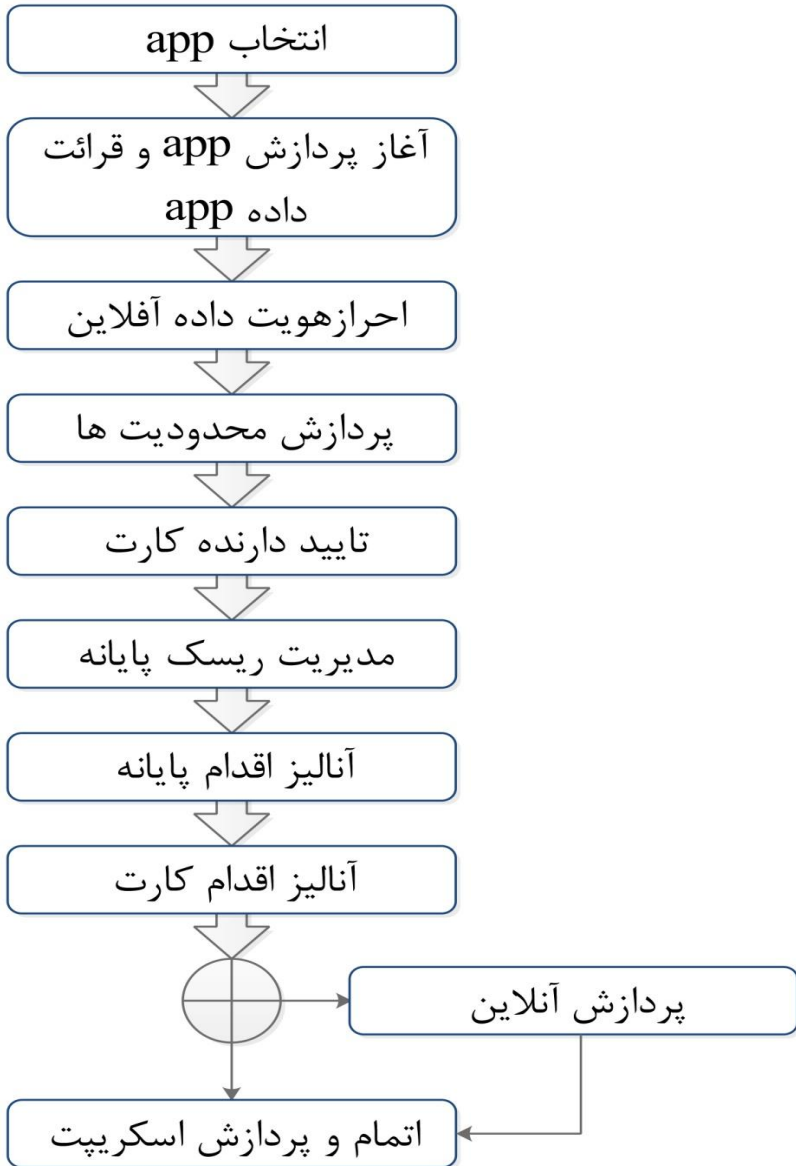 انتخاب app
آغاز پردازش app و قرائت
داده app
احرازهویت داده آفلاین
پردازش محدودیت ها
تایید دارنده کارت
مدیریت ریسک پایانه
آنالیز اقدام پایانه
آنالیز اقدام کارت
پردازش آنلاین
اتمام و پردازش اسکریپت